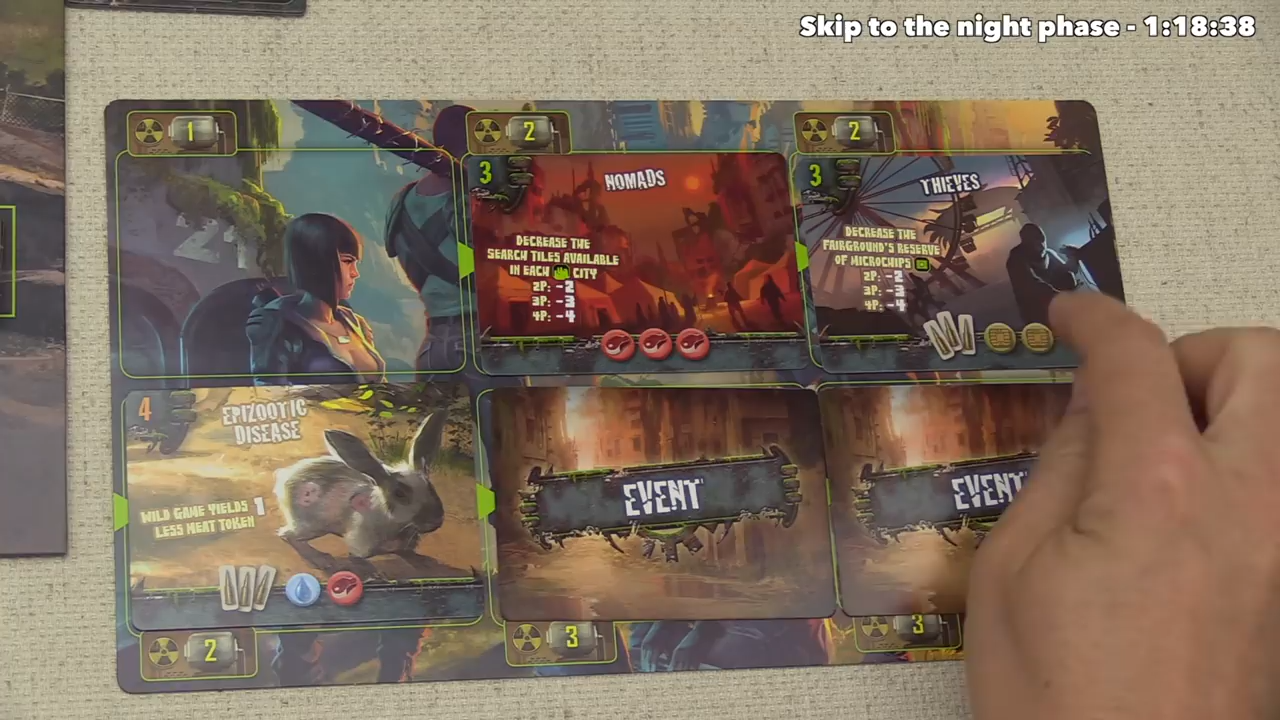 Skip to the night phase - 1:18:38
1
2
2
3
NOMADS
DECREASE THE
SEARCH TILES AVAILABLE
IN EACH CITY
2P: -2
3P: -3
4P: -4
3
THIEVES
DECREASE THE
FAIRGROUND'S RESERVE
OF MICROCHIPS
2P: -2
3P: -3
4P: -4
4
EPIZOOTIC
DISEASE
WILD GAME YIELDS 1
LESS MEAT TOKEN
EVENT
EVENT
2
3
3